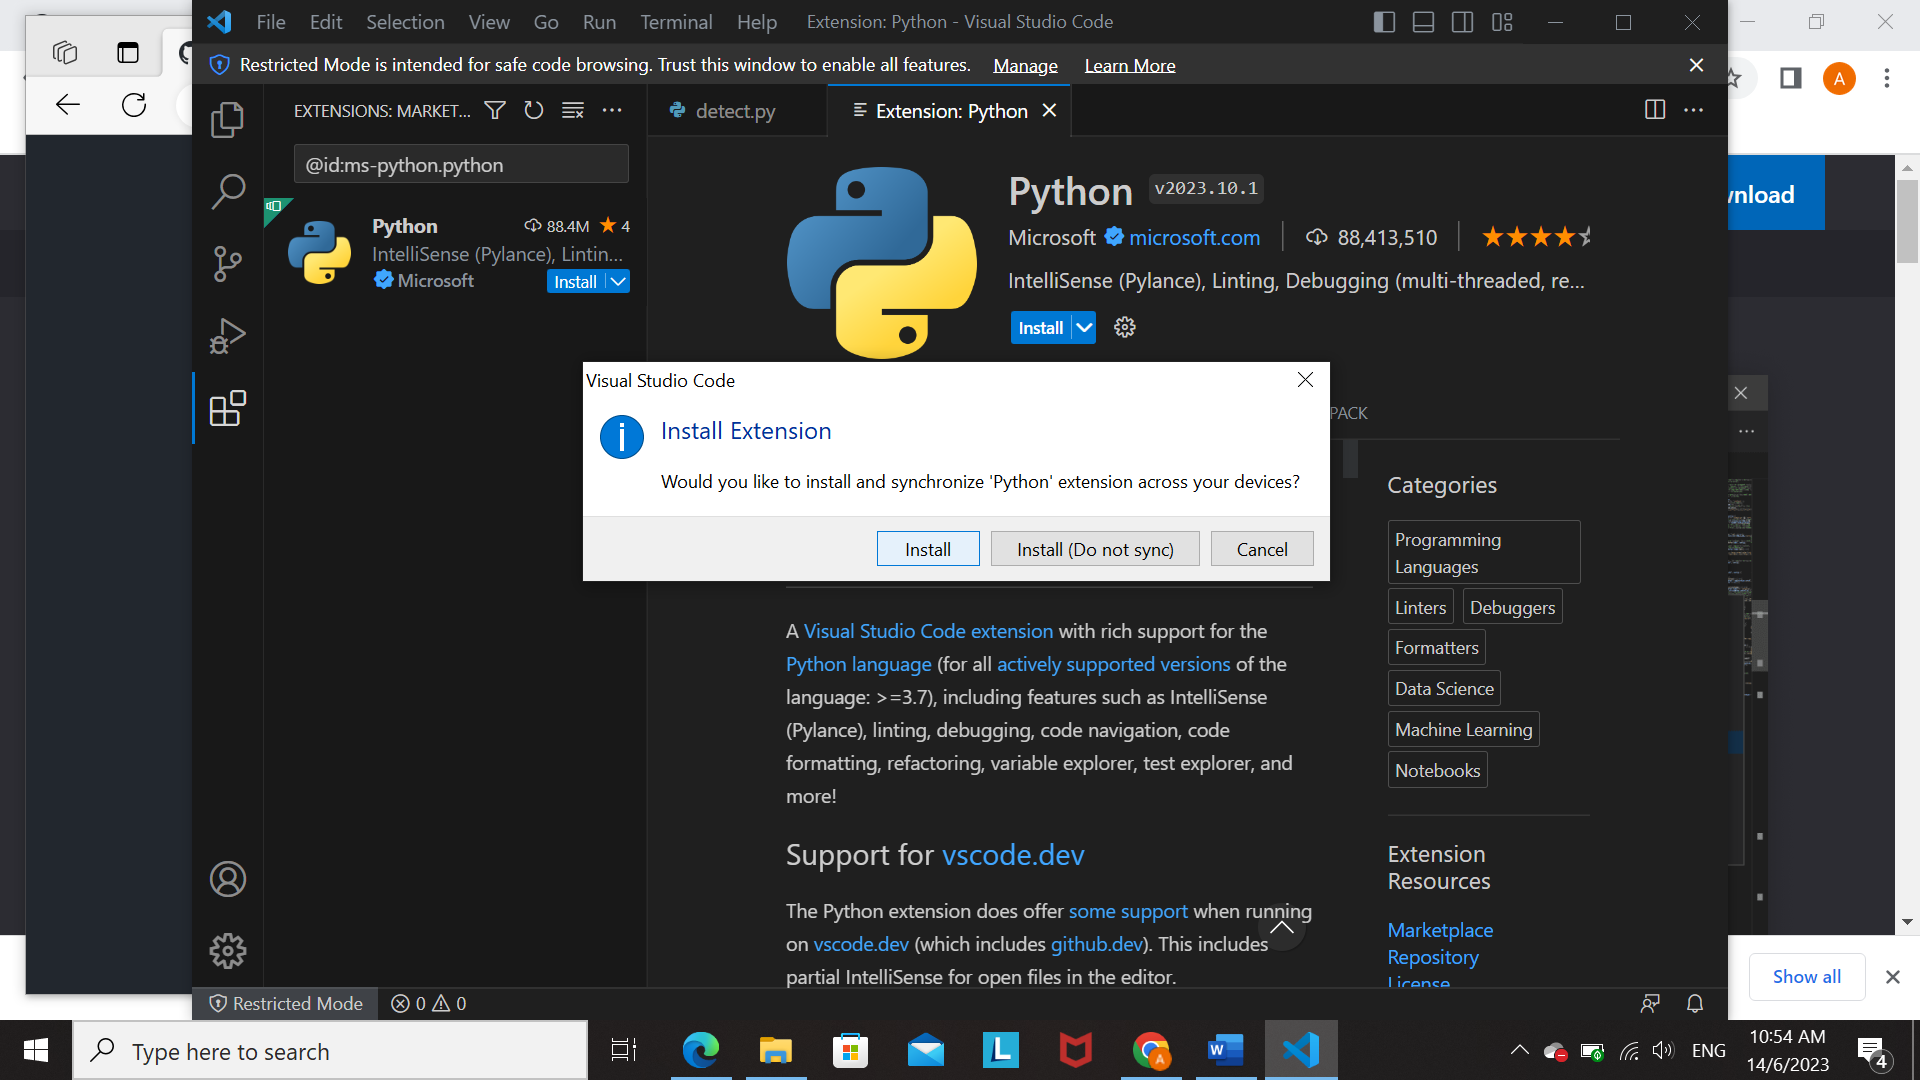 File Edit Selection View Go Run Terminal Help Extension: Python - Visual Studio Code
Restricted Mode is intended for safe code browsing. Trust this window to enable all features. Manage Learn More
A
EXTENSIONS: MARKET...
detect.py
Extension: Python
@id:ms-python.python
Python 88.4M 4
IntelliSense (Pylance), Lintin...
Microsoft Install
Python v2023.10.1
Microsoft microsoft.com 88,413,510
IntelliSense (Pylance), Linting, Debugging (multi-threaded, re...
Install
Visual Studio Code
Install Extension
Would you like to install and synchronize 'Python' extension across your devices?
Install Install (Do not sync) Cancel
PACK
Categories
Programming
Languages
Linters Debuggers
Formatters
Data Science
Machine Learning
Notebooks
A Visual Studio Code extension with rich support for the
Python language (for all actively supported versions of the
language: >=3.7), including features such as IntelliSense
(Pylance), linting, debugging, code navigation, code
formatting, refactoring, variable explorer, test explorer, and
more!
Support for vscode.dev
The Python extension does offer some support when running
on vscode.dev (which includes github.dev). This includes
partial IntelliSense for open files in the editor.
Extension
Resources
Marketplace
Repository
License
Show all
Restricted Mode 0 0
Type here to search
L
A
W
ENG
10:54 AM
14/6/2023
4